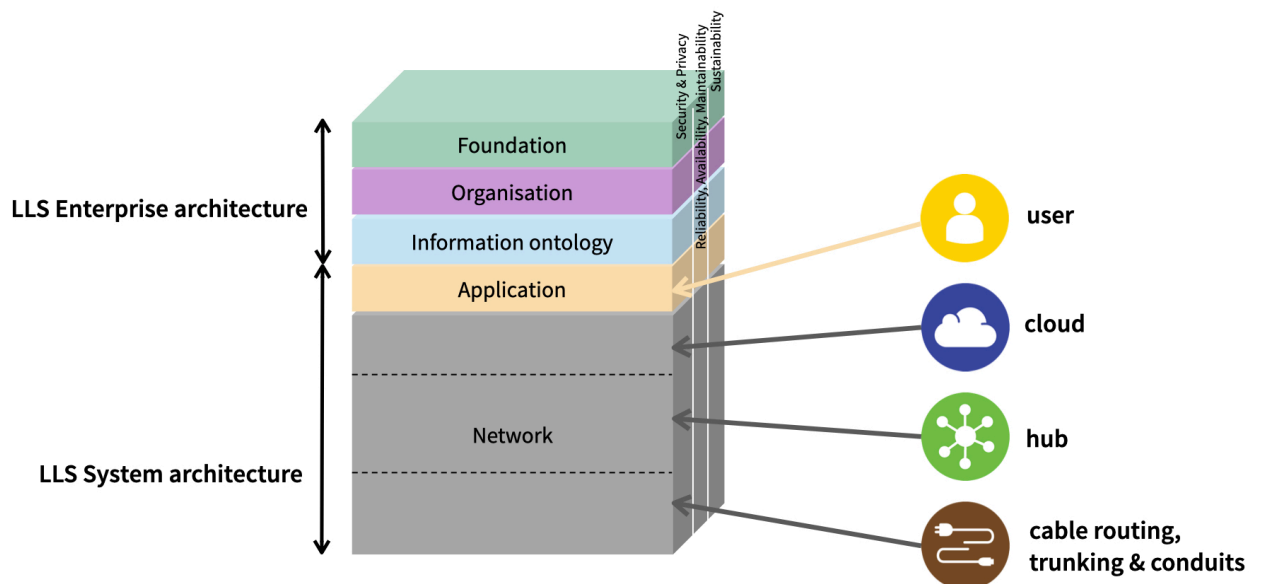 Security & Privacy
Reliability, Availability, Maintainability
Sustainability
Foundation
Organisation
LLS Enterprise architecture
Information ontology
Application
Network
LLS System architecture
user
cloud
hub
cable routing,
trunking & conduits